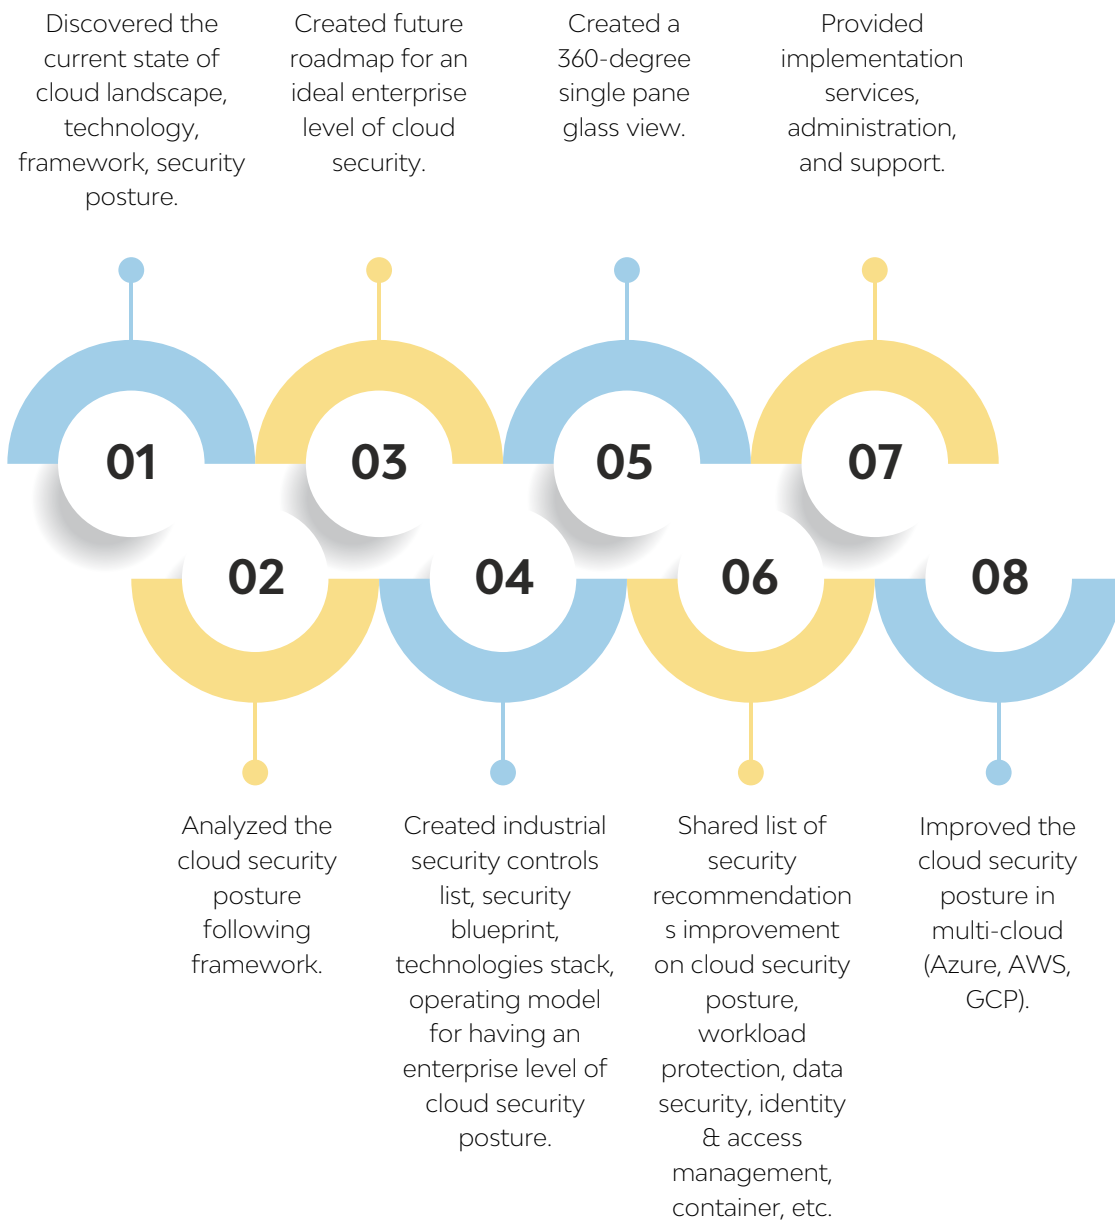 Discovered the
current state of
cloud landscape,
technology,
framework, security
posture.
Created future
roadmap for an
ideal enterprise
level of cloud
security.
Created a
360-degree
single pane
glass view.
Provided
implementation
services,
administration,
and support.
01
03
05
07
02
04
06
08
Analyzed the
cloud security
posture
following
framework.
Created industrial
security controls
list, security
blueprint,
technologies stack,
operating model
for having an
enterprise level of
cloud security
posture.
Shared list of
security
recommendation
s improvement
on cloud security
posture,
workload
protection, data
security, identity
& access
management,
container, etc.
Improved the
cloud security
posture in
multi-cloud
(Azure, AWS,
GCP).